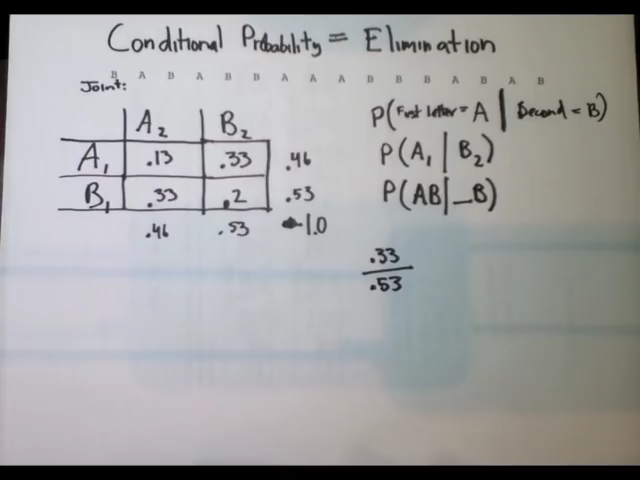 Conditional Probability = Elimination
B A B A B B A A A A B B B A B A B
Joint:
A2 B2
A1 .13 .33 .46
B1 .33 .2 .53
.46 .53 1.0
P(First letter = A | Second = B)
P(A1 | B2)
P(AB|_B)
.33
.53